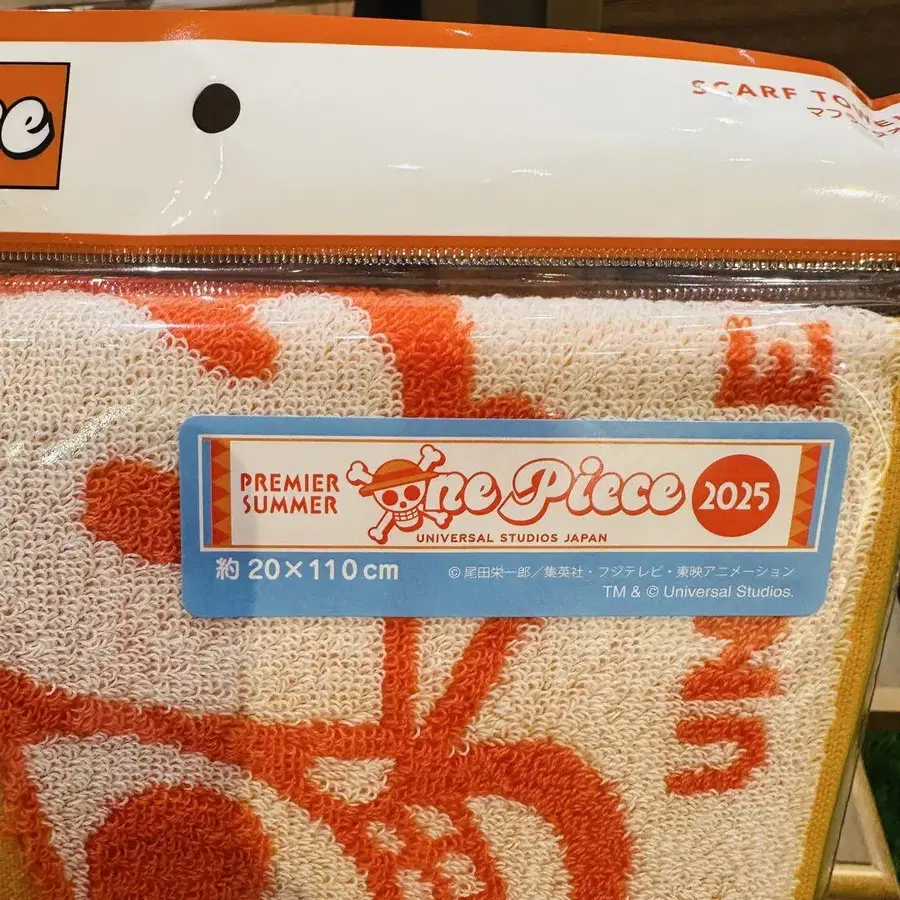 SCARF TOWEL
PREMIER
SUMMER
One Piece
2025
UNIVERSAL STUDIOS JAPAN
約 20×110cm
©尾田栄一郎／集英社・フジテレビ・東映アニメーション
TM & © Universal Studios.